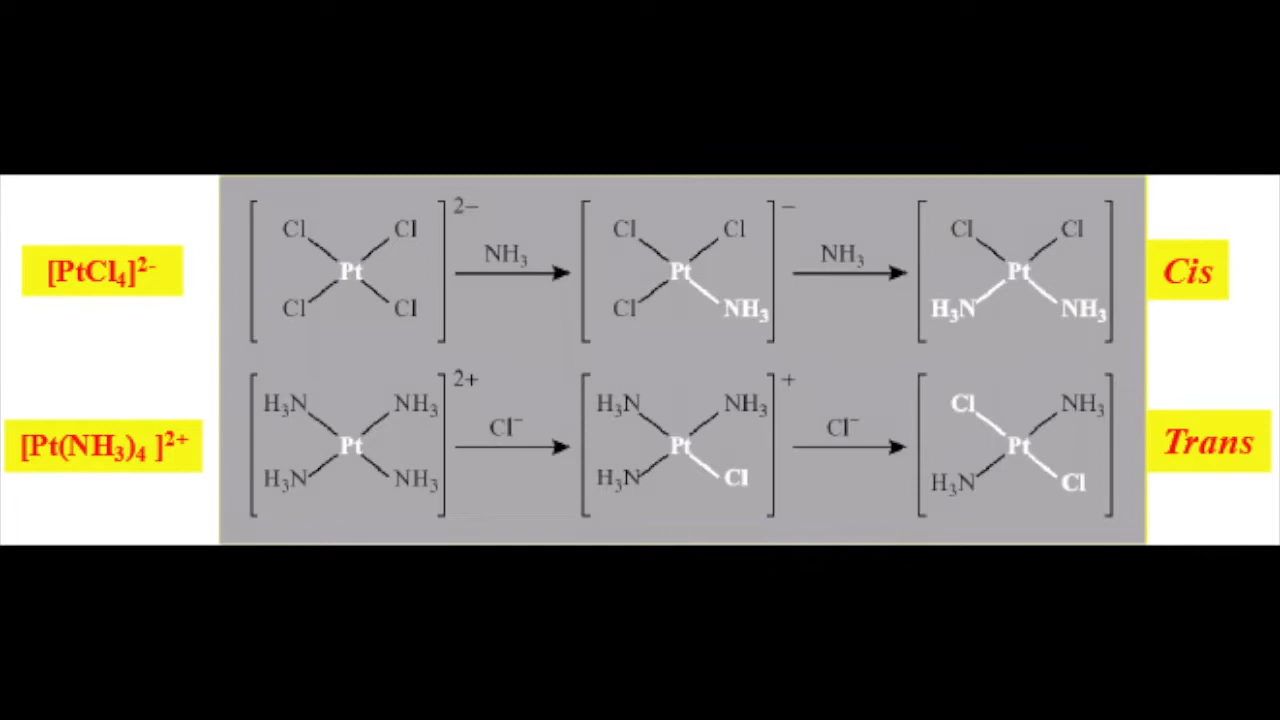 [PtCl₄]²⁻
Cl Cl Pt Cl Cl 2−
NH₃
Cl Cl Pt Cl NH₃ −
NH₃
Cl Cl Pt H₃N NH₃
Cis
[Pt(NH₃)₄ ]²⁺
H₃N NH₃ Pt H₃N NH₃ 2+
Cl⁻
H₃N NH₃ Pt H₃N Cl +
Cl⁻
Cl NH₃ Pt H₃N Cl
Trans